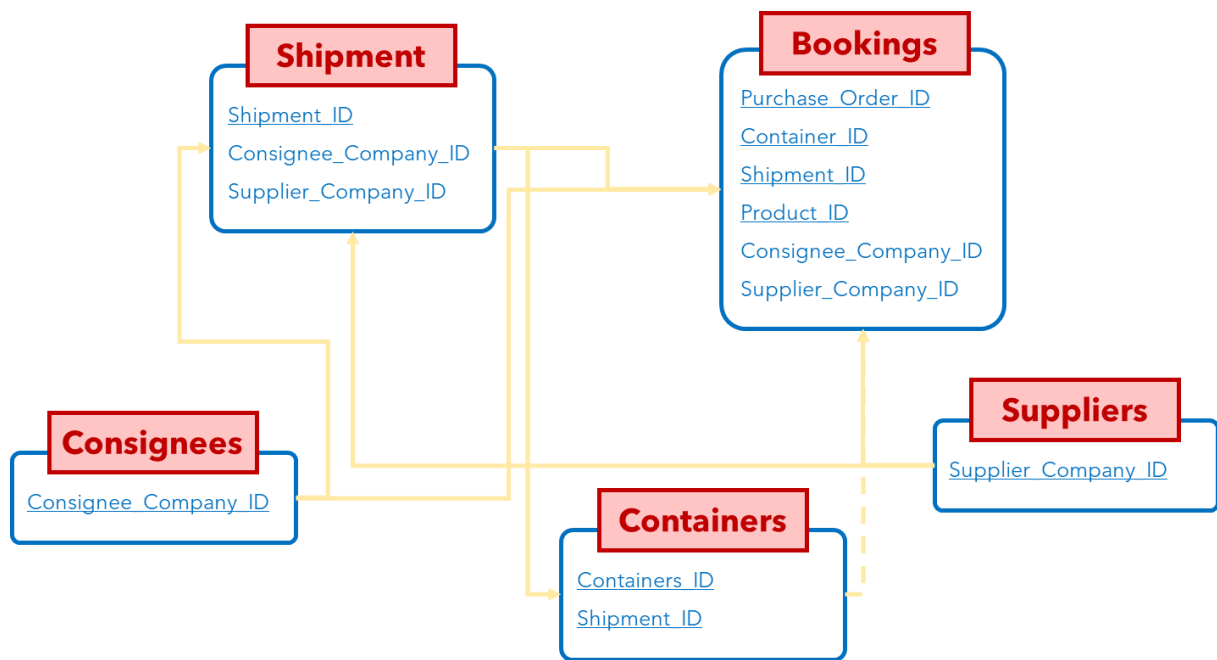 Shipment
Shipment_ID
Consignee_Company_ID
Supplier_Company_ID
Bookings
Purchase_Order_ID
Container_ID
Shipment_ID
Product_ID
Consignee_Company_ID
Supplier_Company_ID
Consignees
Consignee_Company_ID
Containers
Containers_ID
Shipment_ID
Suppliers
Supplier_Company_ID